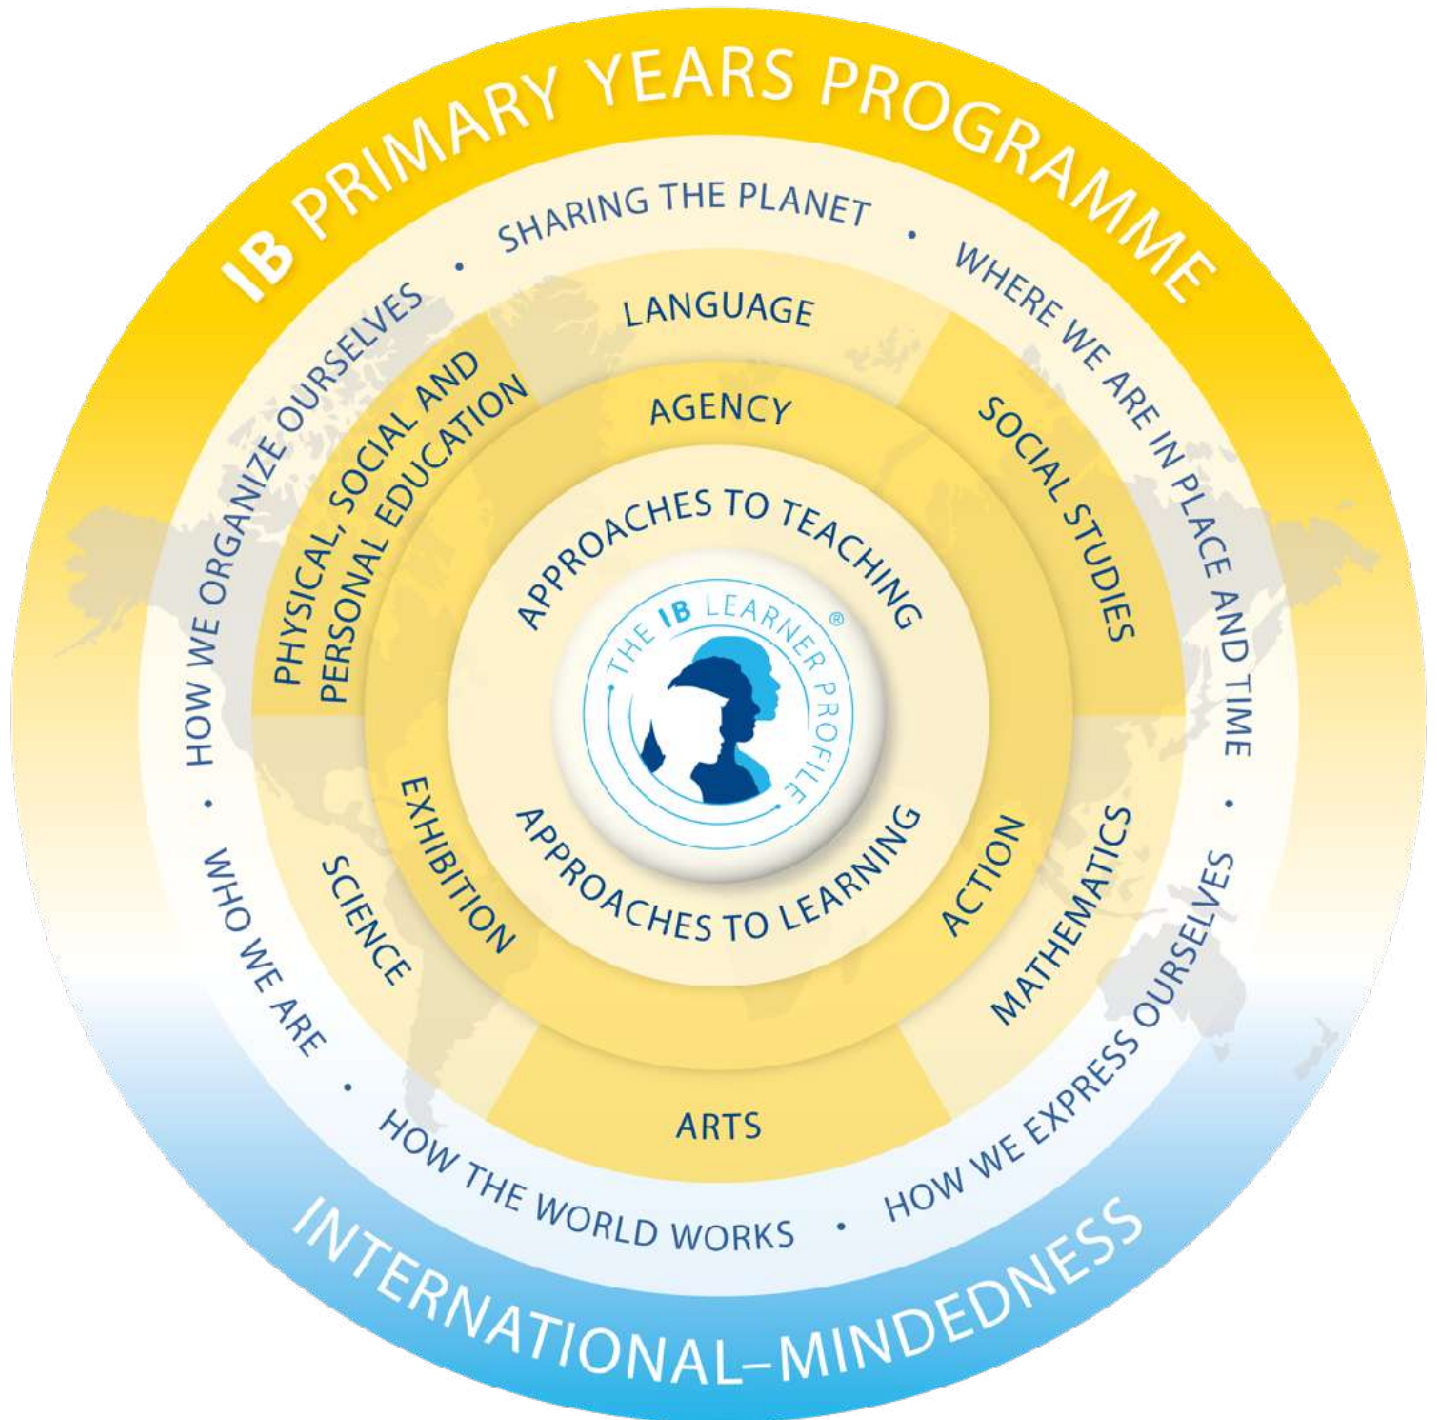 IB PRIMARY YEARS PROGRAMME
SHARING THE PLANET
•
WHERE WE ARE IN PLACE AND TIME
•
HOW WE EXPRESS OURSELVES
•
HOW THE WORLD WORKS
•
WHO WE ARE
•
HOW WE ORGANIZE OURSELVES
•
LANGUAGE
SOCIAL STUDIES
MATHEMATICS
ARTS
SCIENCE
PHYSICAL, SOCIAL AND
PERSONAL EDUCATION
AGENCY
ACTION
EXHIBITION
APPROACHES TO TEACHING
THE IB LEARNER PROFILE ®
APPROACHES TO LEARNING
INTERNATIONAL–MINDEDNESS